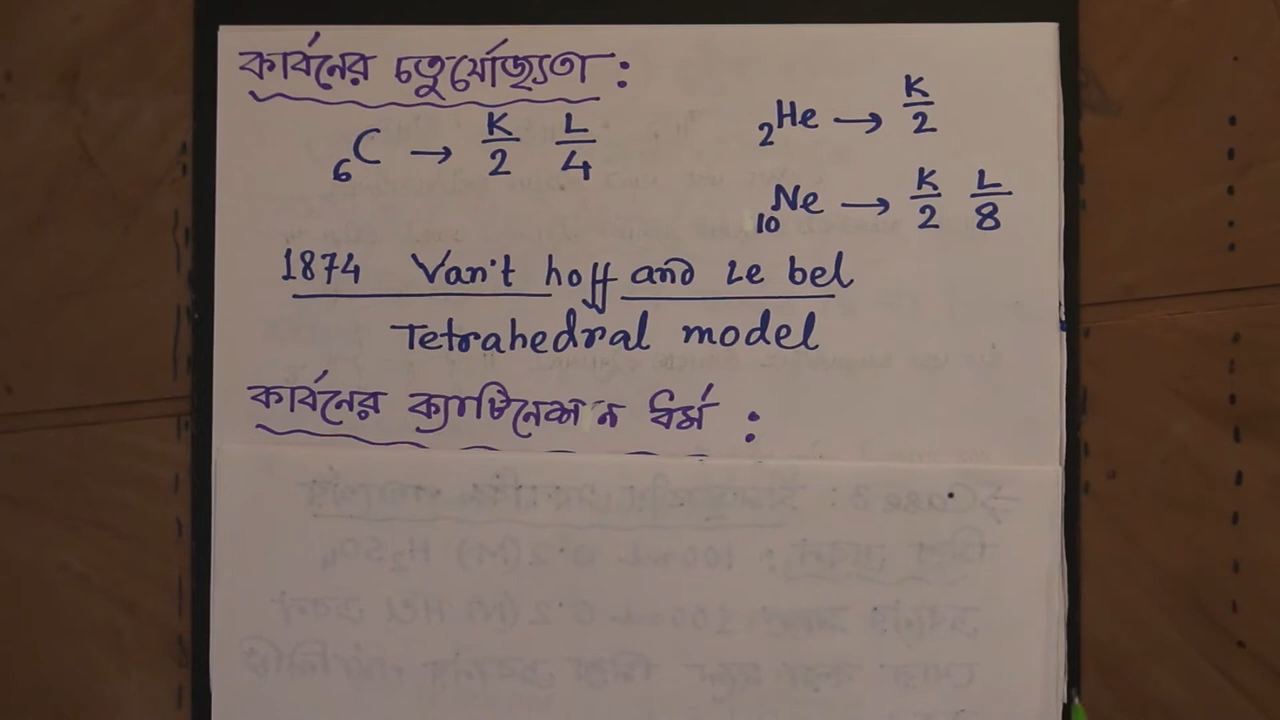 কার্বনের চতুর্যোজ্যতা :
₆C → K/2 L/4
₂He → K/2
₁₀Ne → K/2 L/8
1874 Van't hoff and Le bel
Tetrahedral model
কার্বনের ক্যাটিনেশন ধর্ম :